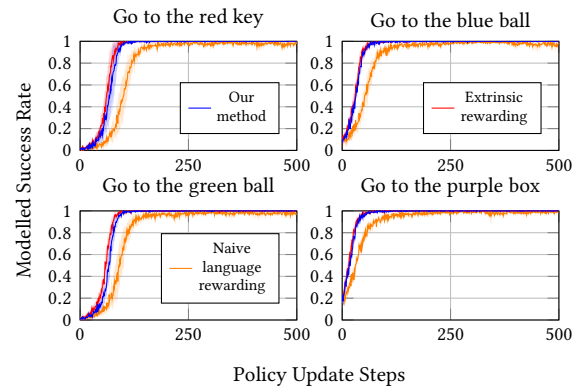 Go to the red key
Go to the blue ball
1
0.8
0.6
0.4
0.2
0
0
250
500
Our
method
1
0.8
0.6
0.4
0.2
0
0
250
500
Extrinsic
rewarding
Go to the green ball
Go to the purple box
1
0.8
0.6
0.4
0.2
0
0
250
500
Naive
language
rewarding
1
0.8
0.6
0.4
0.2
0
0
250
500
Modelled Success Rate
Policy Update Steps